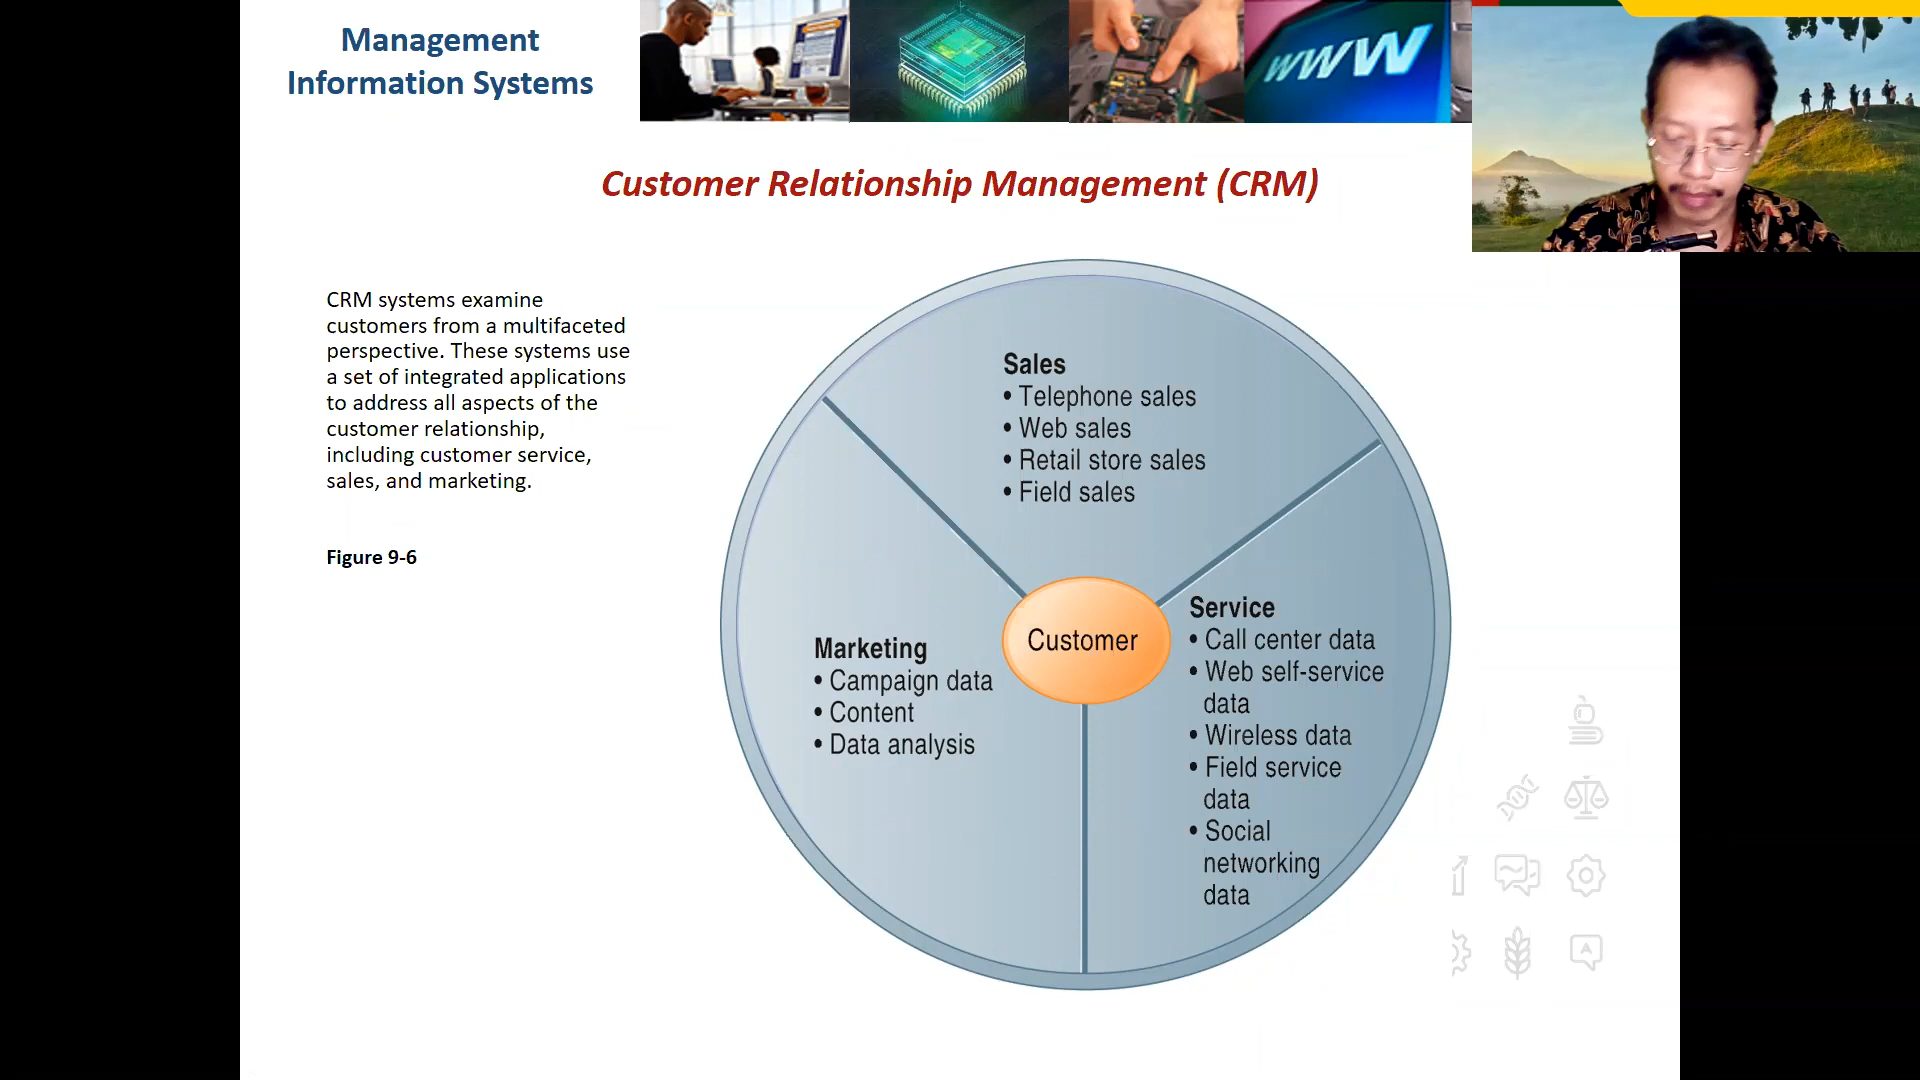 Management
Information Systems
WWW
Customer Relationship Management (CRM)
CRM systems examine
customers from a multifaceted
perspective. These systems use
a set of integrated applications
to address all aspects of the
customer relationship,
including customer service,
sales, and marketing.
Figure 9-6
Sales
• Telephone sales
• Web sales
• Retail store sales
• Field sales
Customer
Marketing
• Campaign data
• Content
• Data analysis
Service
• Call center data
• Web self-service
data
• Wireless data
• Field service
data
• Social
networking
data
A